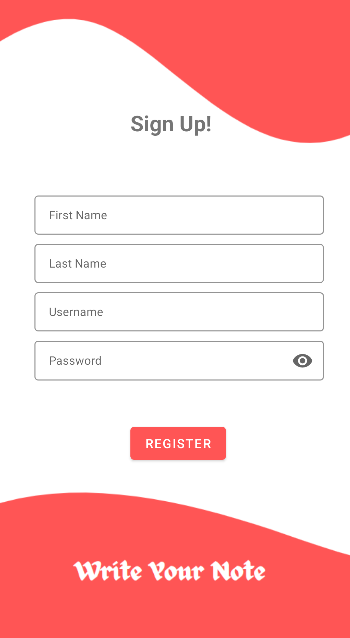 Sign Up!
First Name
Last Name
Username
Password
REGISTER
Write Your Note